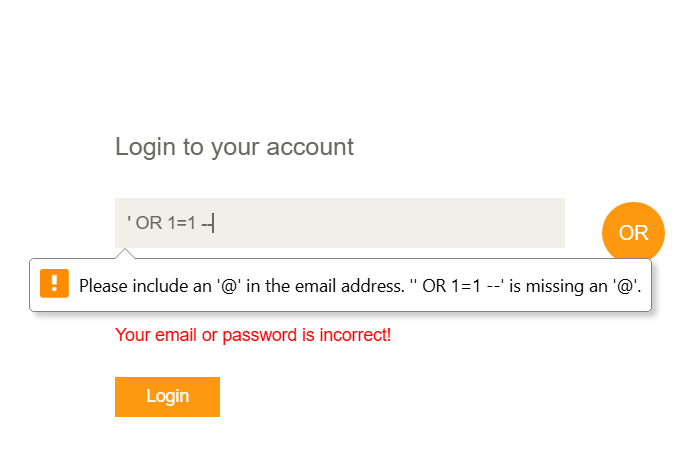 Login to your account
' OR 1=1 --
OR
Please include an '@' in the email address. '' OR 1=1 --' is missing an '@'.
Your email or password is incorrect!
Login